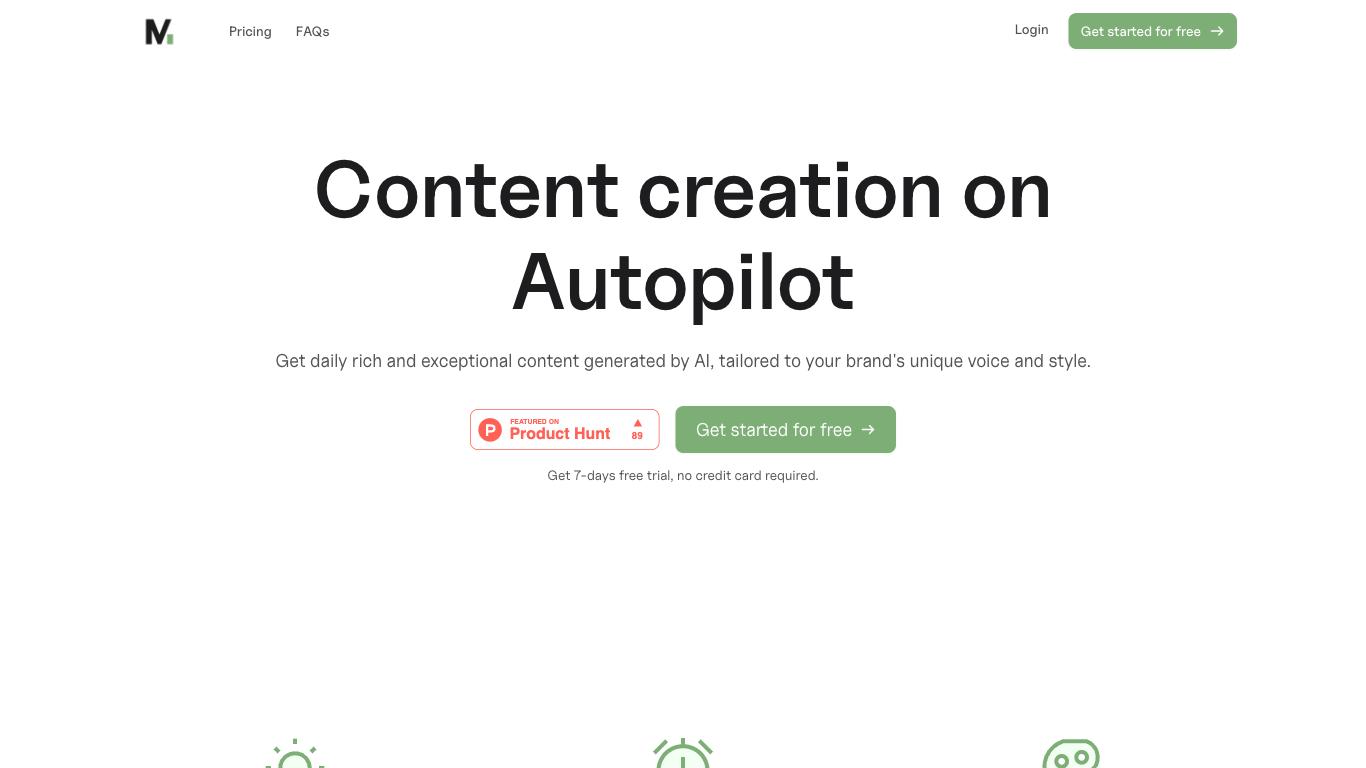 M
Pricing
FAQs
Login
Get started for free
Content creation on
Autopilot
Get daily rich and exceptional content generated by AI, tailored to your brand's unique voice and style.
P
FEATURED ON
Product Hunt
89
Get started for free
Get 7-days free trial, no credit card required.